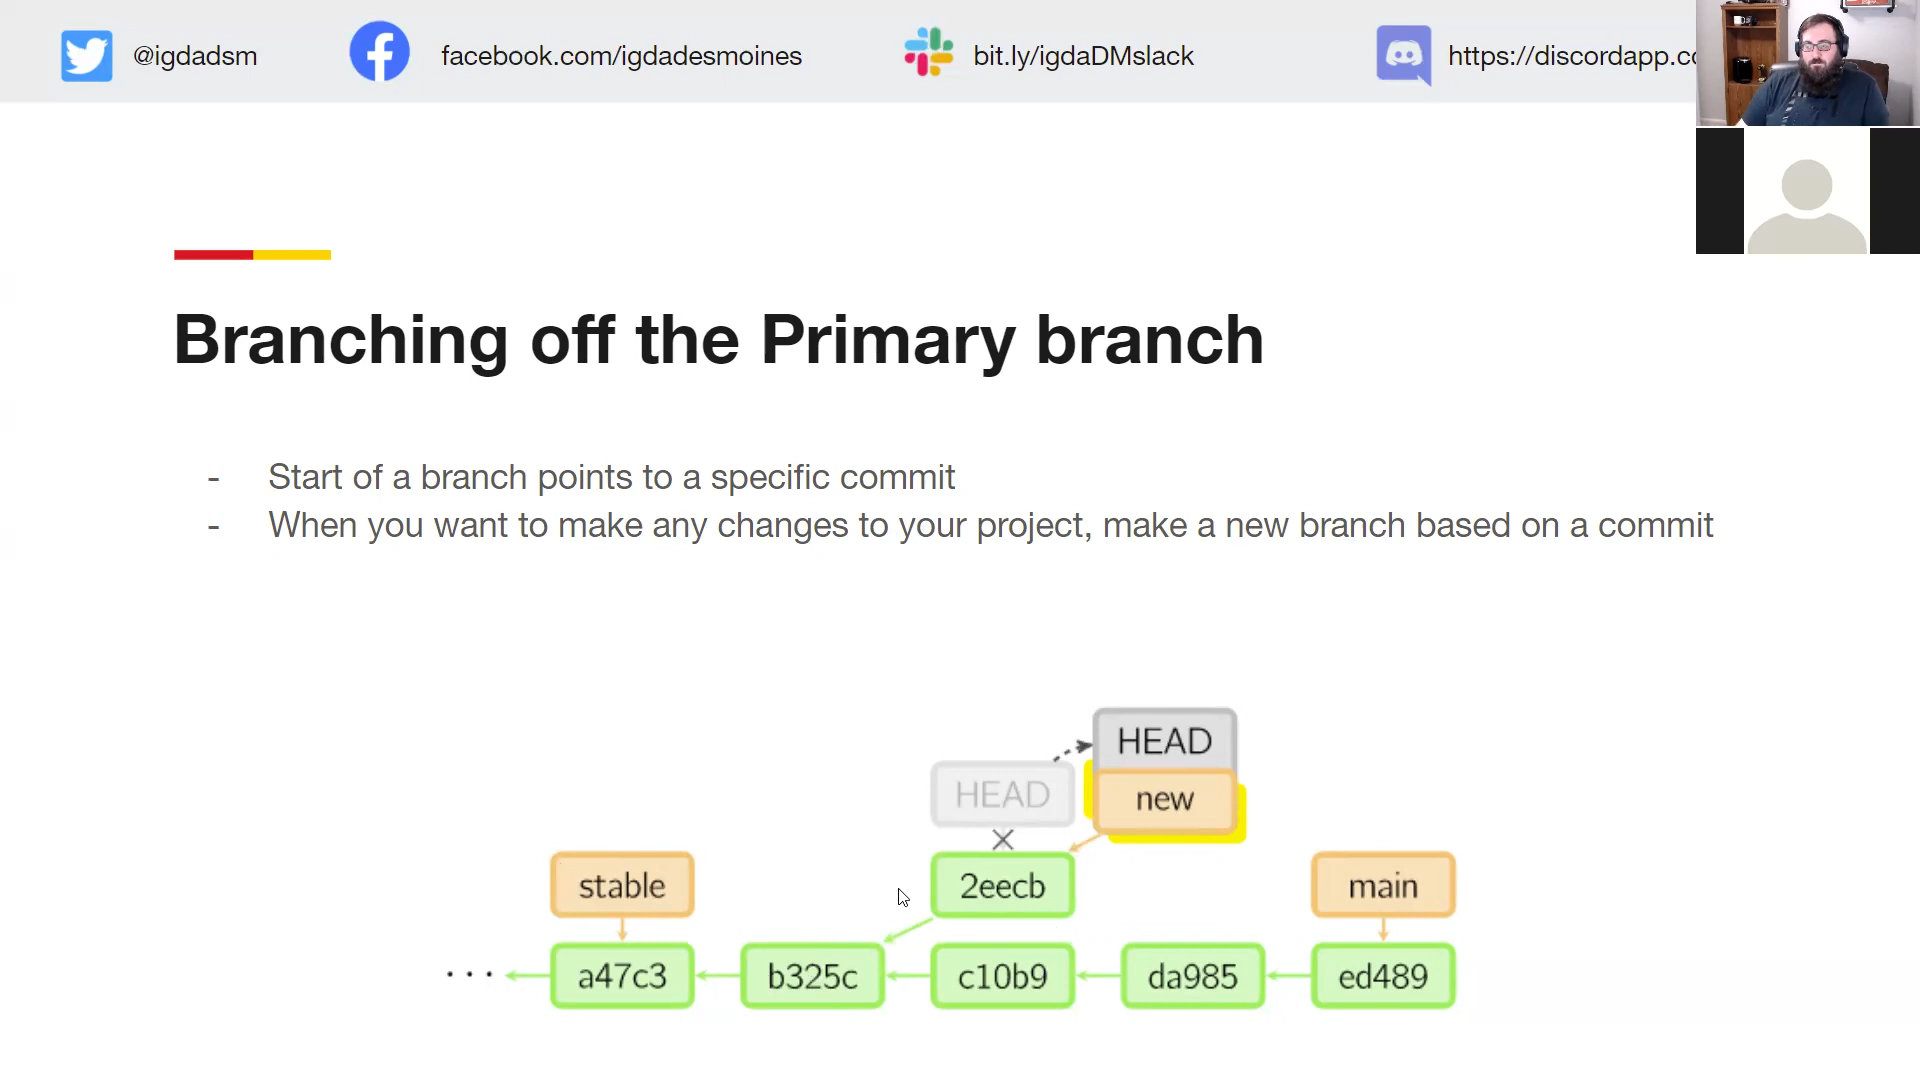 @igdadsm
facebook.com/igdadesmoines
bit.ly/igdaDMslack
https://discordapp.c
Branching off the Primary branch
- Start of a branch points to a specific commit
- When you want to make any changes to your project, make a new branch based on a commit
HEAD
HEAD
new
stable
2eecb
main
...
a47c3
b325c
c10b9
da985
ed489